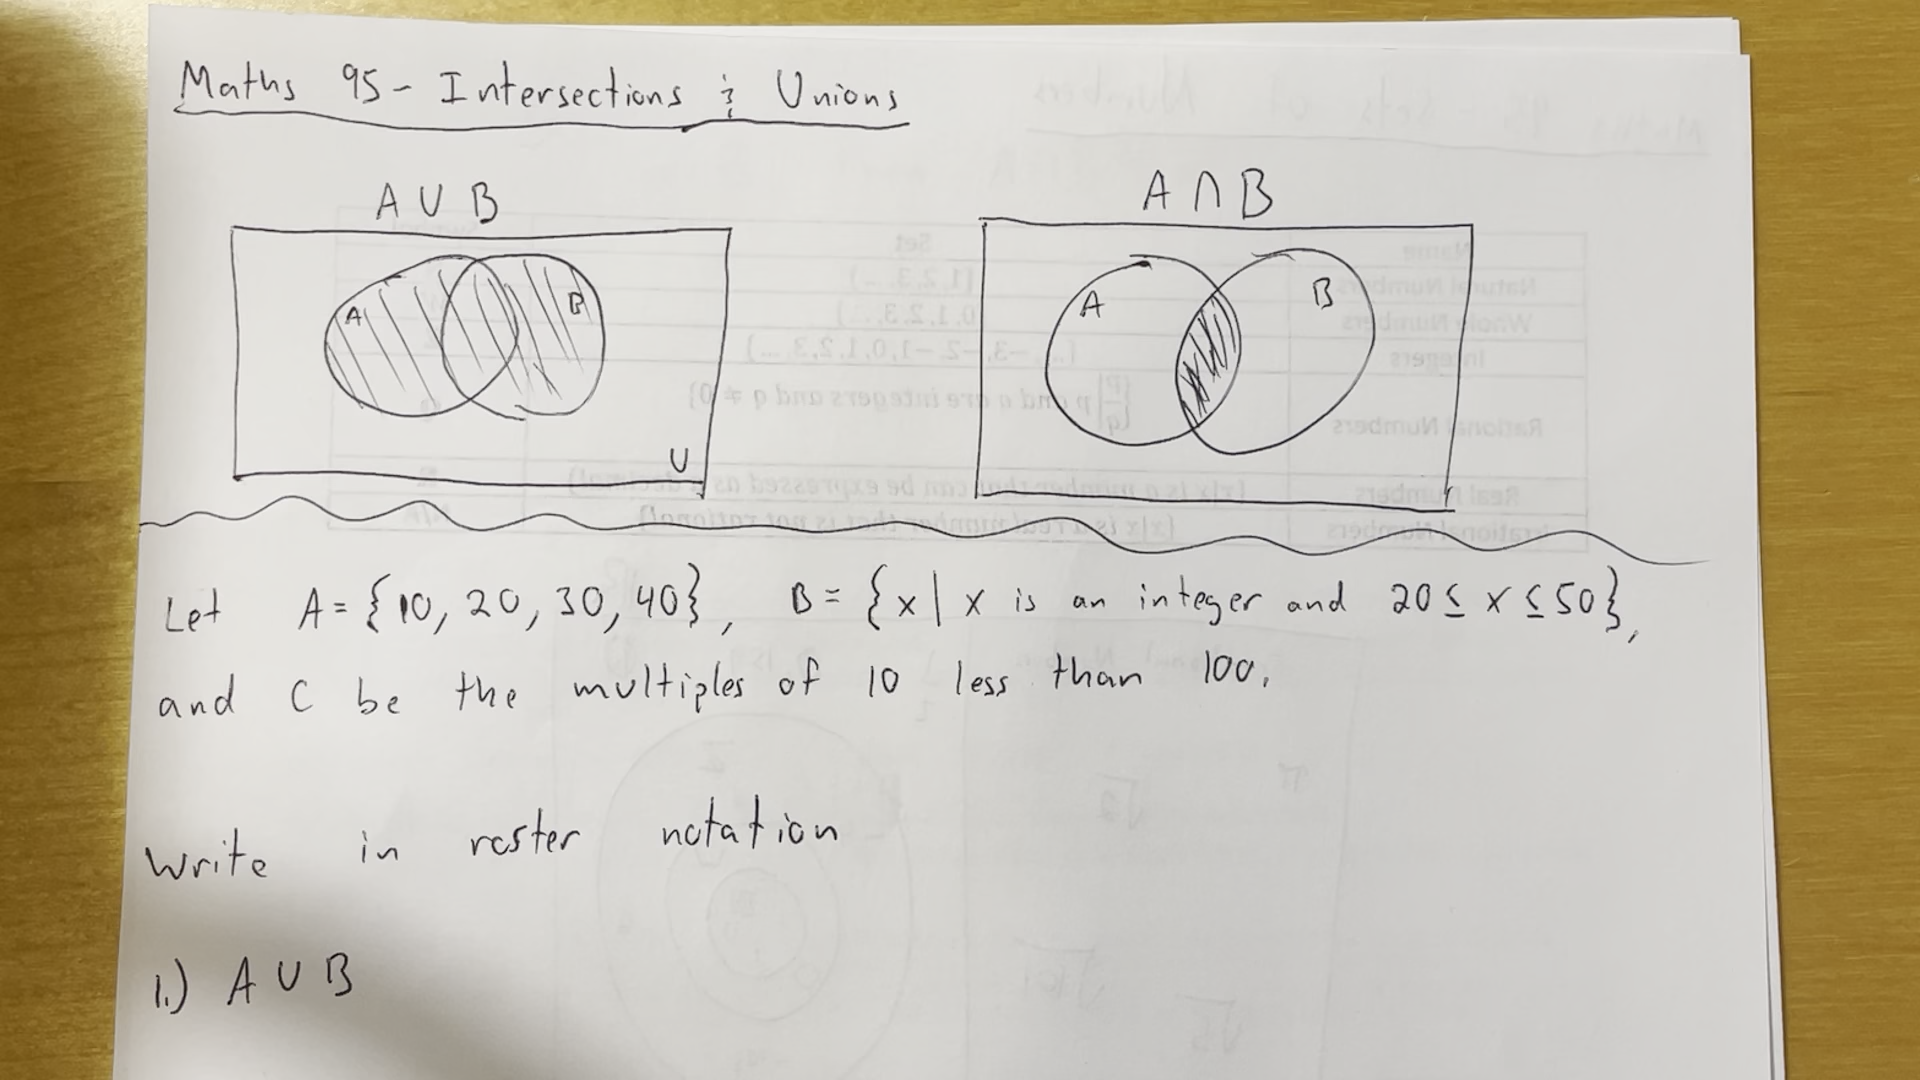 Maths 95 - Intersections & Unions
A ∪ B
A B
U
A ∩ B
A B
Let A = {10, 20, 30, 40}, B = {x | x is an integer and 20 ≤ x ≤ 50},
and C be the multiples of 10 less than 100.
Write in roster notation
1.) A ∪ B